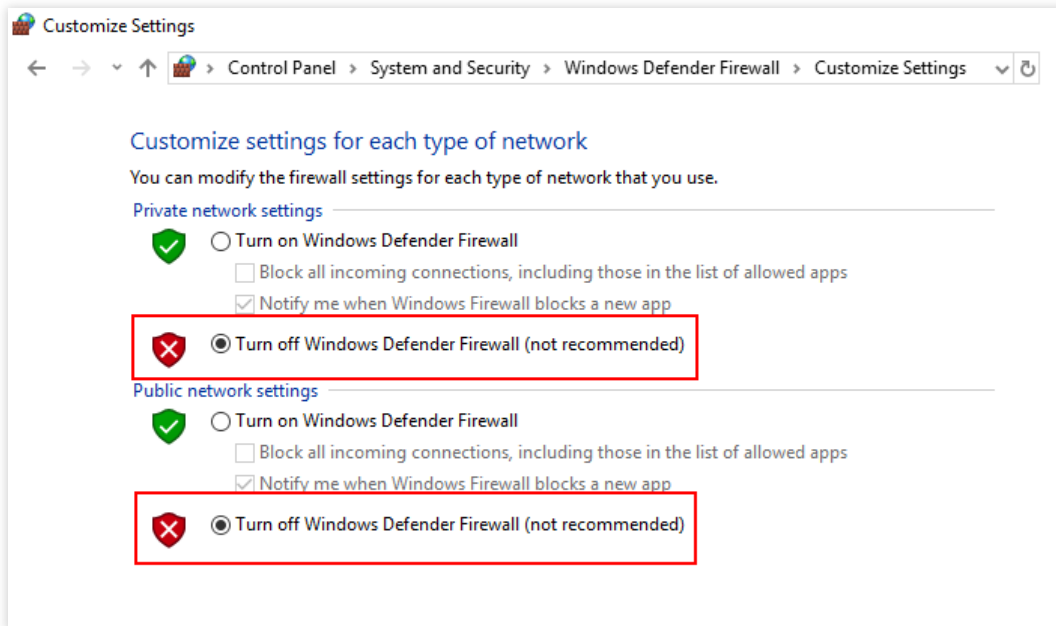 Customize Settings
Control Panel > System and Security > Windows Defender Firewall > Customize Settings
Customize settings for each type of network
You can modify the firewall settings for each type of network that you use.
Private network settings
Turn on Windows Defender Firewall
Block all incoming connections, including those in the list of allowed apps
Notify me when Windows Firewall blocks a new app
Turn off Windows Defender Firewall (not recommended)
Public network settings
Turn on Windows Defender Firewall
Block all incoming connections, including those in the list of allowed apps
Notify me when Windows Firewall blocks a new app
Turn off Windows Defender Firewall (not recommended)